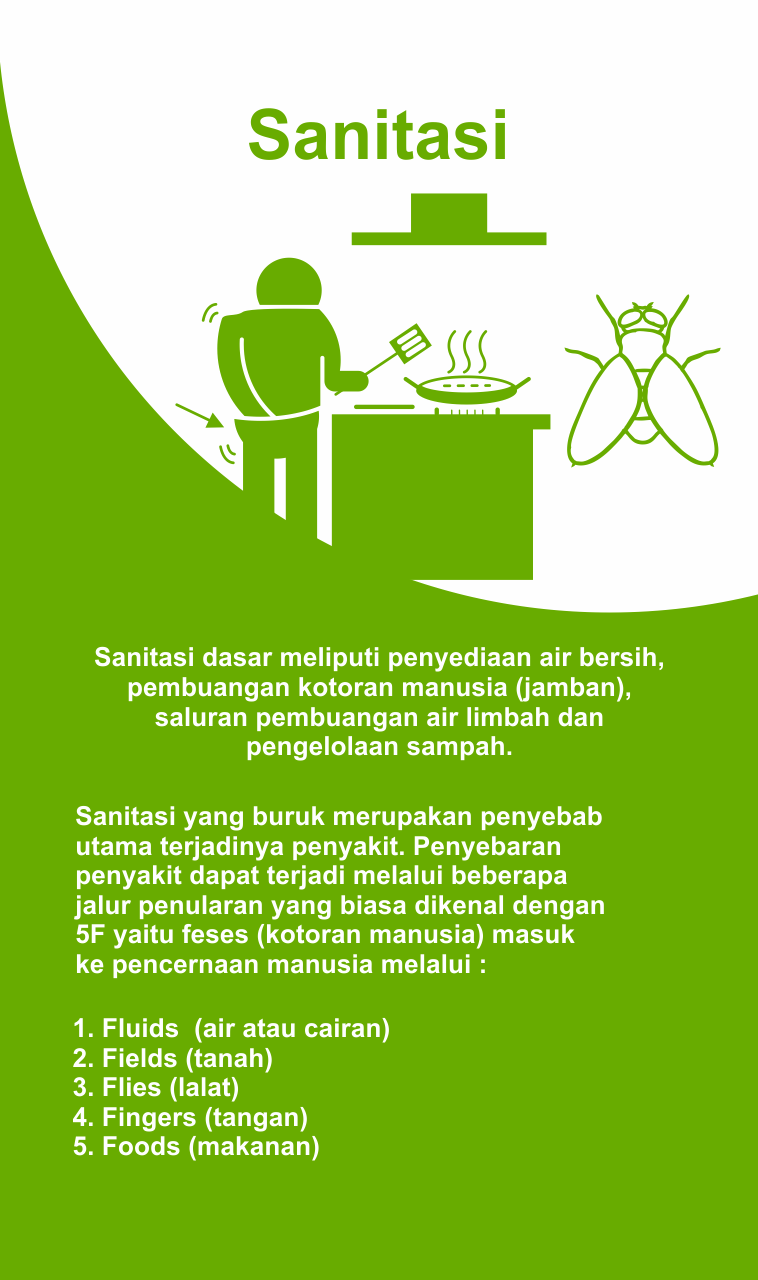 Sanitasi
Sanitasi dasar meliputi penyediaan air bersih,
pembuangan kotoran manusia (jamban),
saluran pembuangan air limbah dan
pengelolaan sampah.
Sanitasi yang buruk merupakan penyebab
utama terjadinya penyakit. Penyebaran
penyakit dapat terjadi melalui beberapa
jalur penularan yang biasa dikenal dengan
5F yaitu feses (kotoran manusia) masuk
ke pencernaan manusia melalui :
1. Fluids  (air atau cairan)
2. Fields (tanah)
3. Flies (lalat)
4. Fingers (tangan)
5. Foods (makanan)